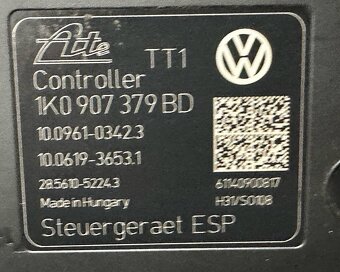 Ate TT1
Controller
1K0 907 379 BD
10.0961-0342.3
10.0619-3653.1
28.5610-5224.3 61140900817
Made in Hungary H31/S0108
Steuergeraet ESP